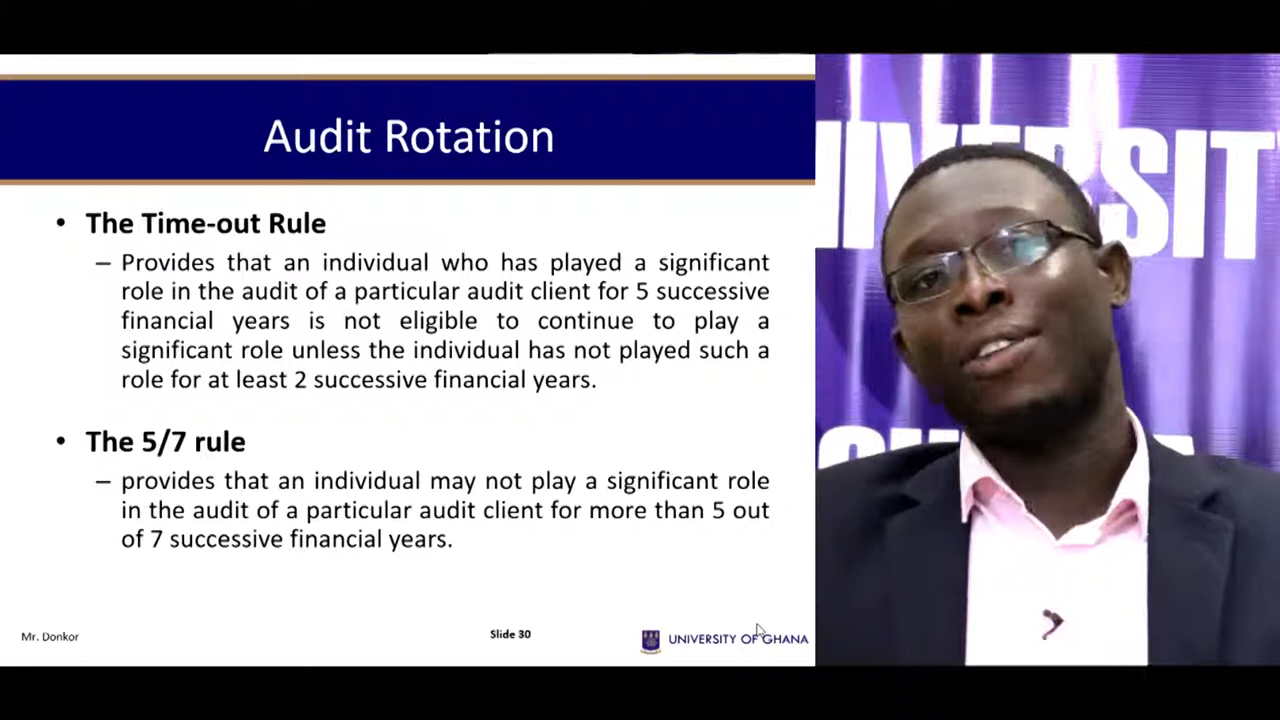 Audit Rotation
• The Time-out Rule
– Provides that an individual who has played a significant
role in the audit of a particular audit client for 5 successive
financial years is not eligible to continue to play a
significant role unless the individual has not played such a
role for at least 2 successive financial years.
• The 5/7 rule
– provides that an individual may not play a significant role
in the audit of a particular audit client for more than 5 out
of 7 successive financial years.
Mr. Donkor
Slide 30
UNIVERSITY OF GHANA